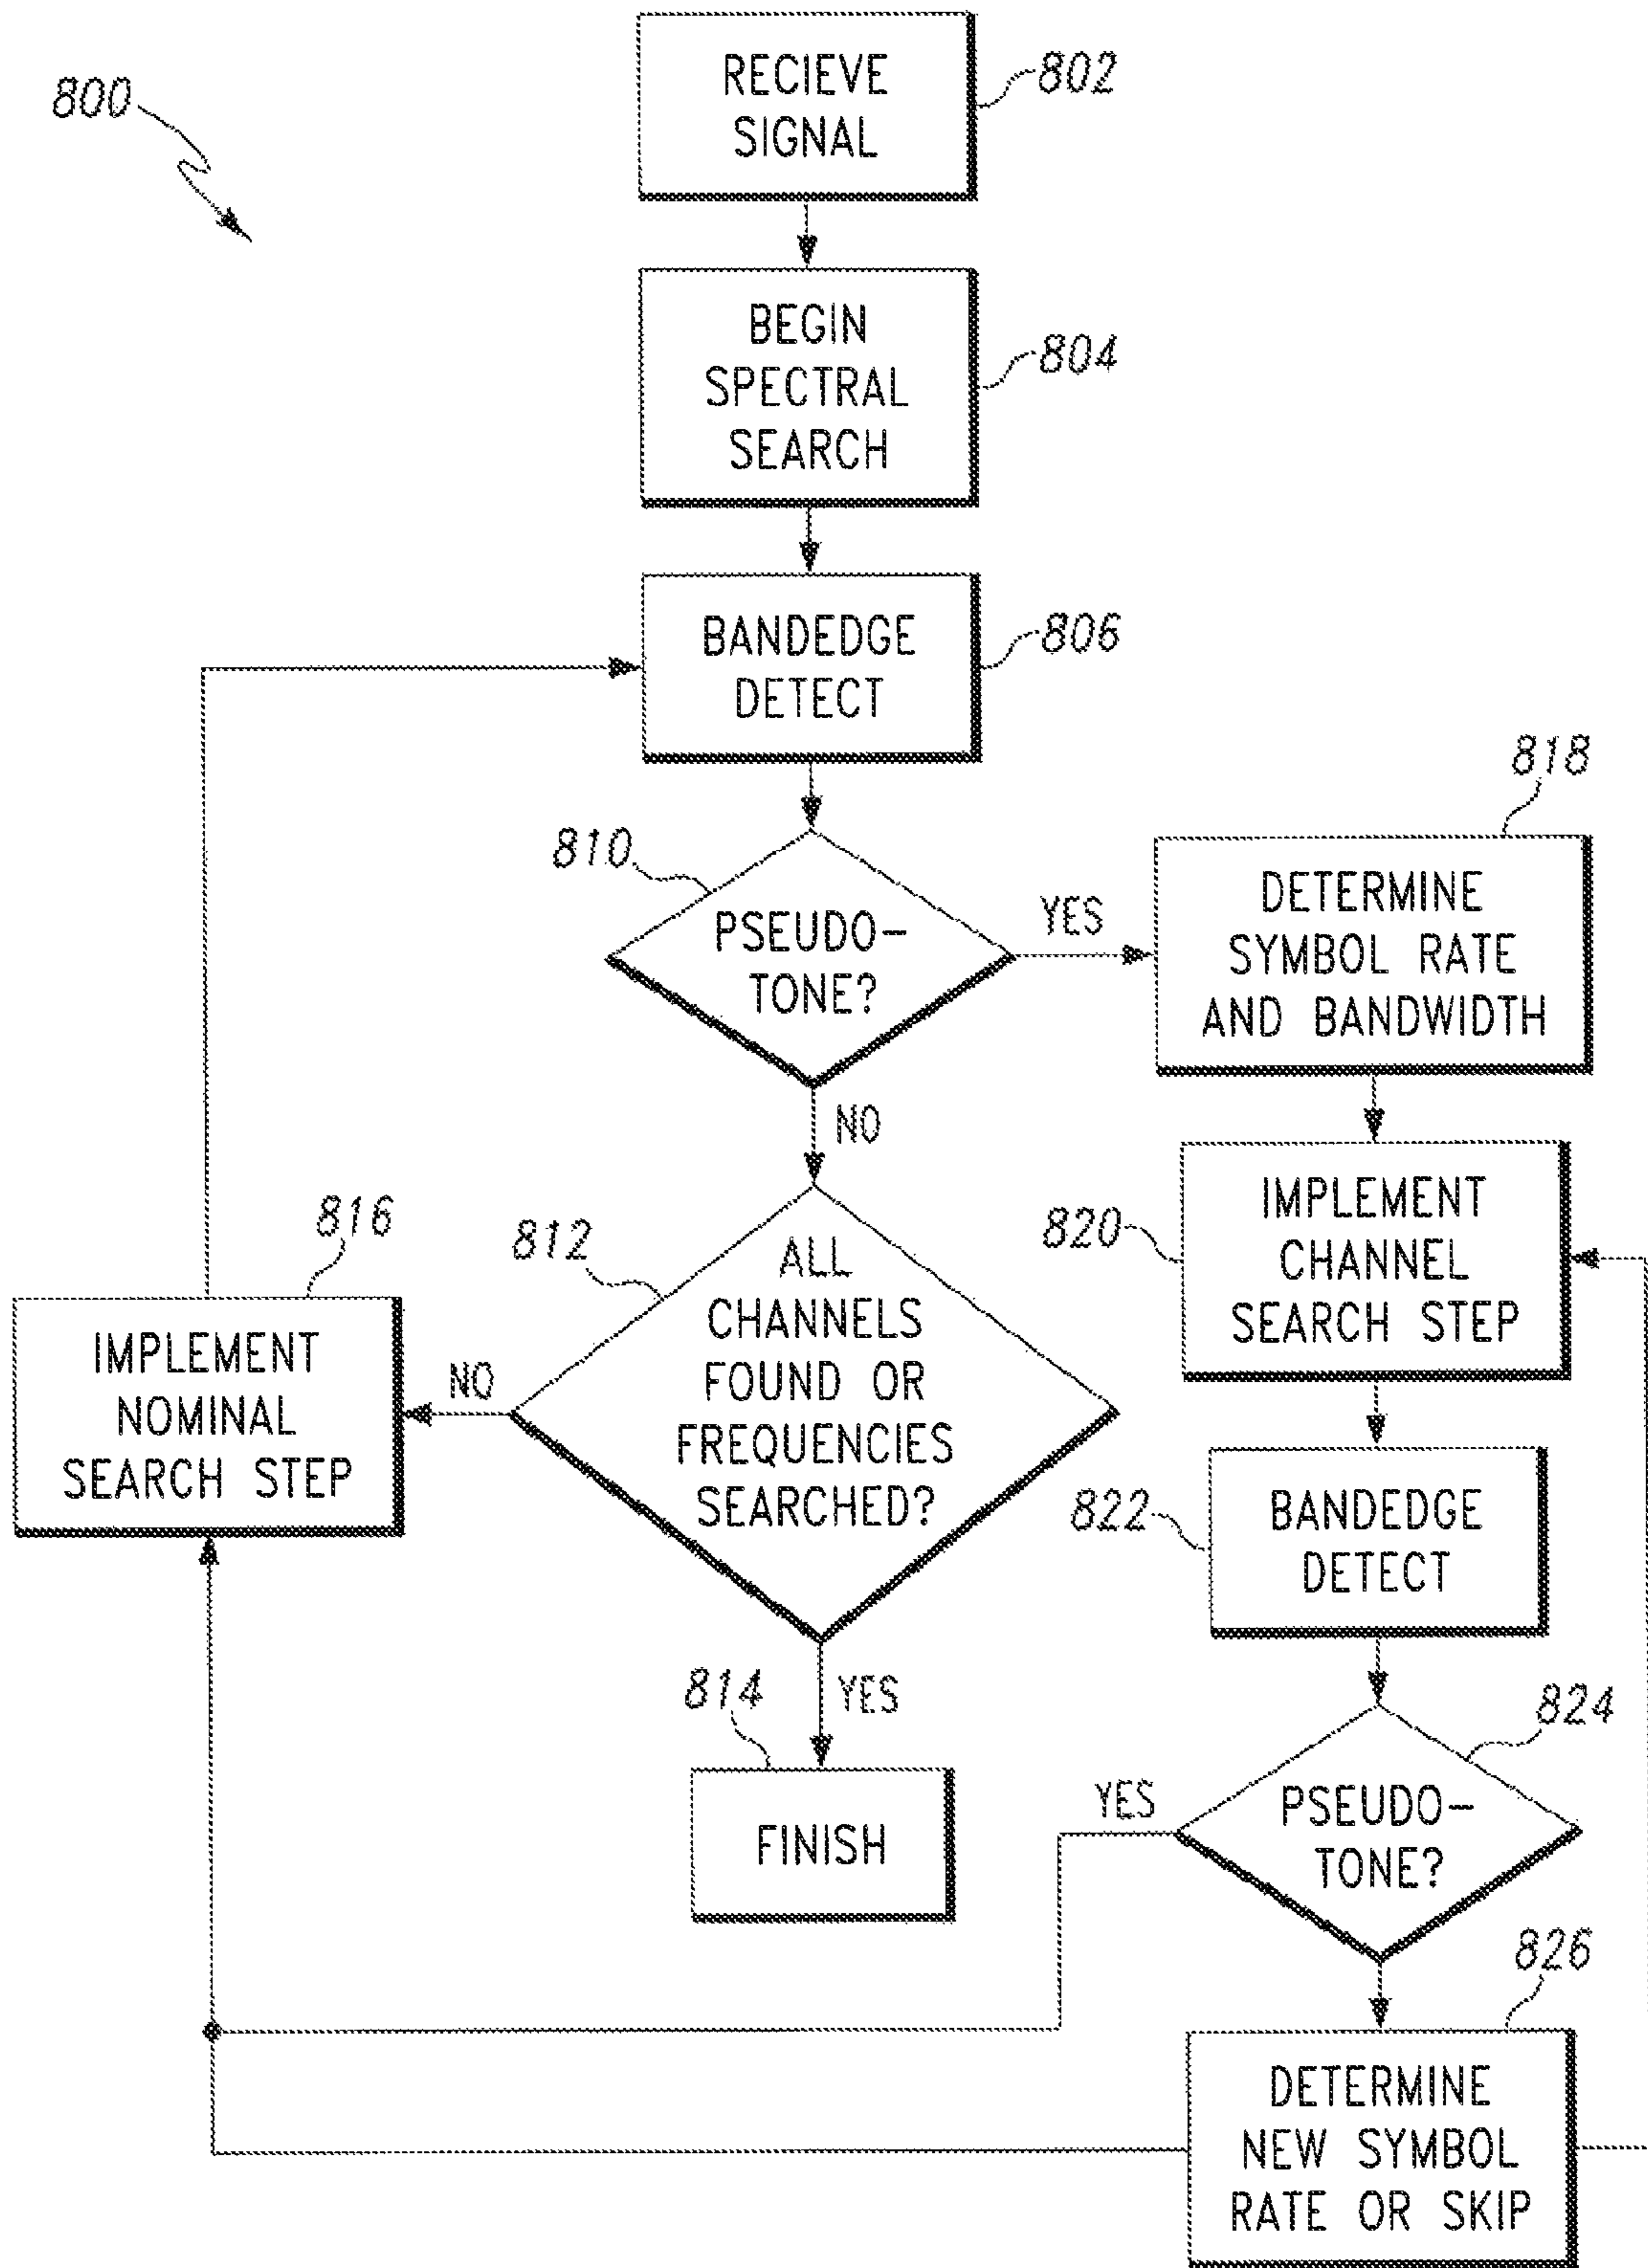 800
RECIEVE
SIGNAL
802
BEGIN
SPECTRAL
SEARCH
804
BANDEDGE
DETECT
806
810
PSEUDO-
TONE?
YES
NO
818
DETERMINE
SYMBOL RATE
AND BANDWIDTH
812
ALL
CHANNELS
FOUND OR
FREQUENCIES
SEARCHED?
NO
YES
816
IMPLEMENT
NOMINAL
SEARCH STEP
814
FINISH
820
IMPLEMENT
CHANNEL
SEARCH STEP
822
BANDEDGE
DETECT
824
PSEUDO-
TONE?
YES
826
DETERMINE
NEW SYMBOL
RATE OR SKIP